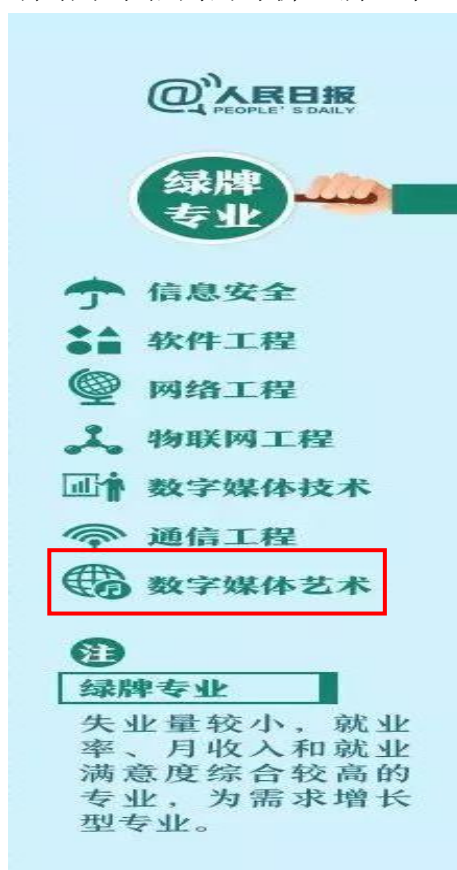 @人民日报
PEOPLE'S DAILY
绿牌
专业
信息安全
软件工程
网络工程
物联网工程
数字媒体技术
通信工程
数字媒体艺术
注
绿牌专业
失业量较小，就业
率、月收入和就业
满意度综合较高的
专业，为需求增长
型专业。